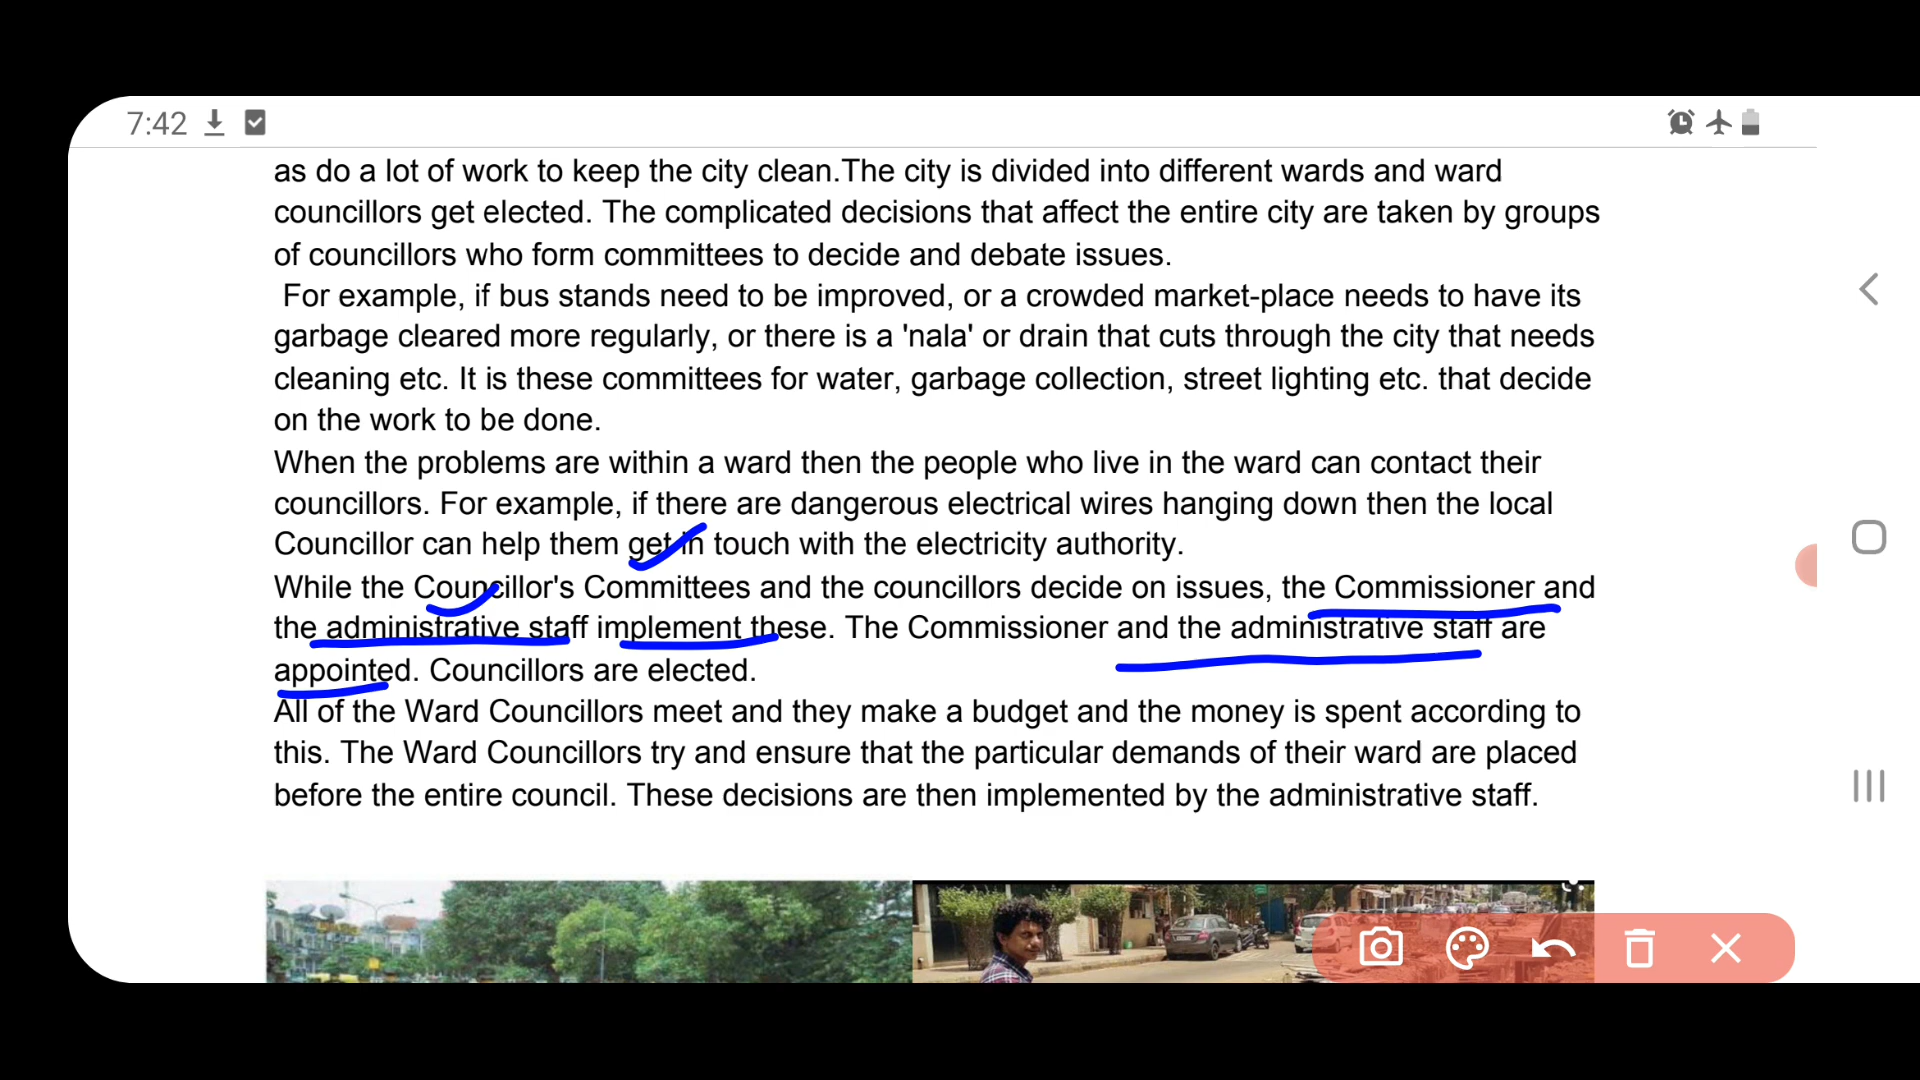 7:42
as do a lot of work to keep the city clean.The city is divided into different wards and ward
councillors get elected. The complicated decisions that affect the entire city are taken by groups
of councillors who form committees to decide and debate issues.
For example, if bus stands need to be improved, or a crowded market-place needs to have its
garbage cleared more regularly, or there is a 'nala' or drain that cuts through the city that needs
cleaning etc. It is these committees for water, garbage collection, street lighting etc. that decide
on the work to be done.
When the problems are within a ward then the people who live in the ward can contact their
councillors. For example, if there are dangerous electrical wires hanging down then the local
Councillor can help them get in touch with the electricity authority.
While the Councillor's Committees and the councillors decide on issues, the Commissioner and
the administrative staff implement these. The Commissioner and the administrative staff are
appointed. Councillors are elected.
All of the Ward Councillors meet and they make a budget and the money is spent according to
this. The Ward Councillors try and ensure that the particular demands of their ward are placed
before the entire council. These decisions are then implemented by the administrative staff.